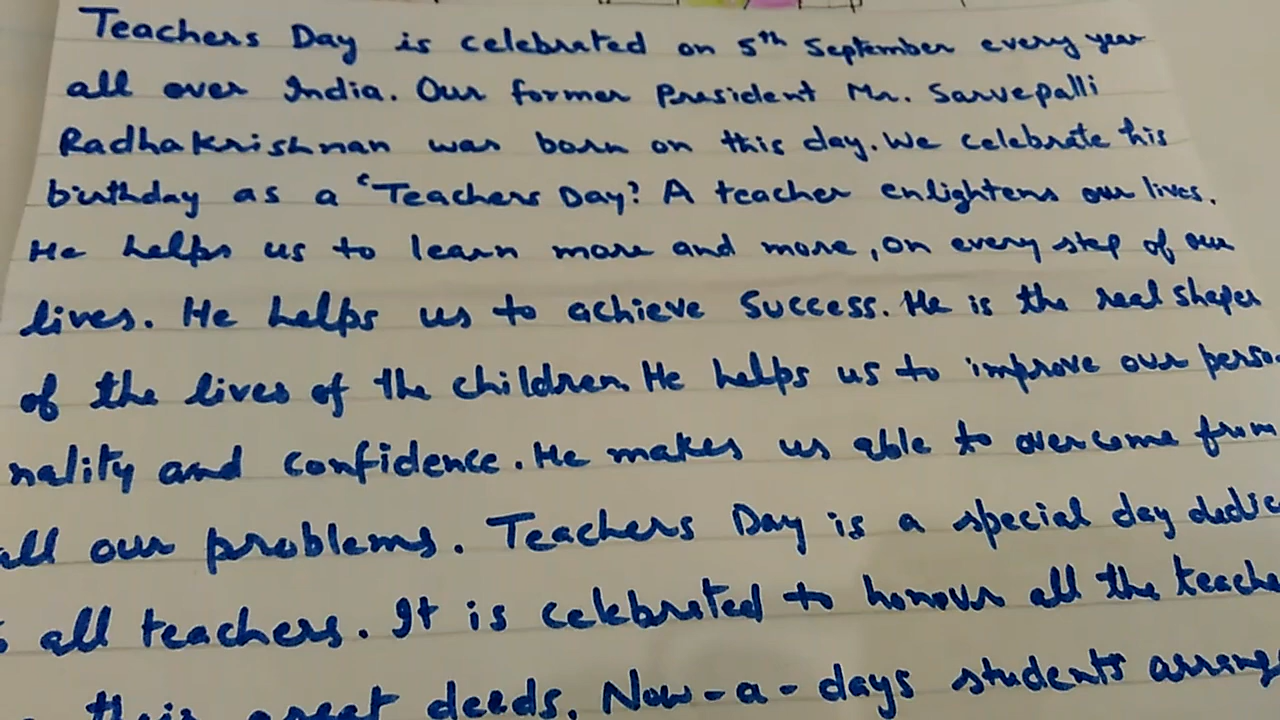 Teachers Day is celebrated on 5th September every year
all over India. Our former President Mr. Sarvepalli
Radhakrishnan was born on this day. We celebrate his
birthday as a 'Teachers Day'. A teacher enlightens our lives.
He helps us to learn more and more, on every step of our
lives. He helps us to achieve Success. He is the real shaper
of the lives of the children. He helps us to improve our perso
nality and confidence. He makes us able to overcome from
all our problems. Teachers Day is a special day dedic
all teachers. It is celebrated to honour all the teache
their great deeds. Now-a-days students arrang